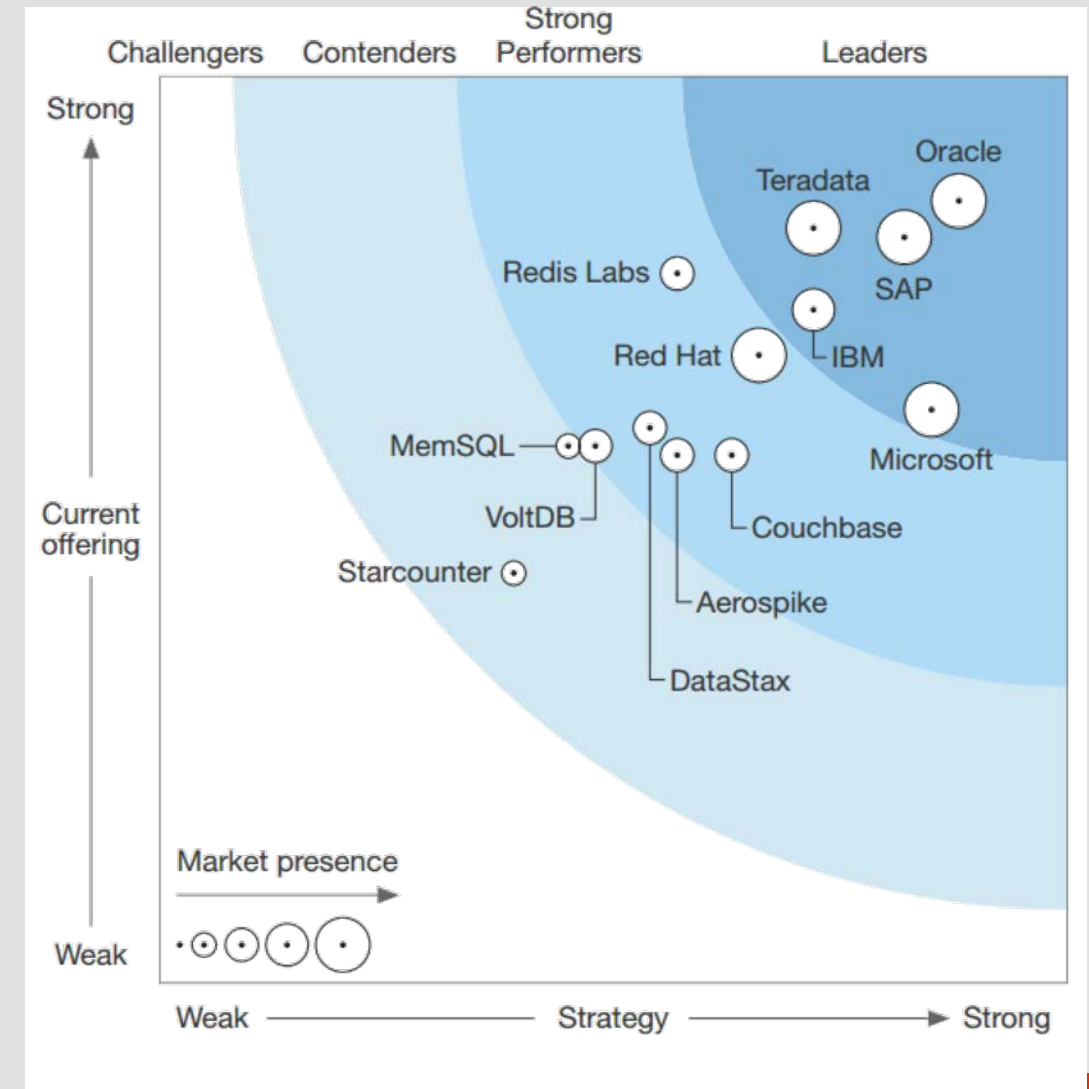 Challengers
Contenders
Strong
Performers
Leaders
Strong
Oracle
Teradata
SAP
Redis Labs
IBM
Red Hat
Microsoft
MemSQL
VoltDB
Couchbase
Current
offering
Starcounter
Aerospike
DataStax
Market presence
Weak
Weak
Strategy
Strong